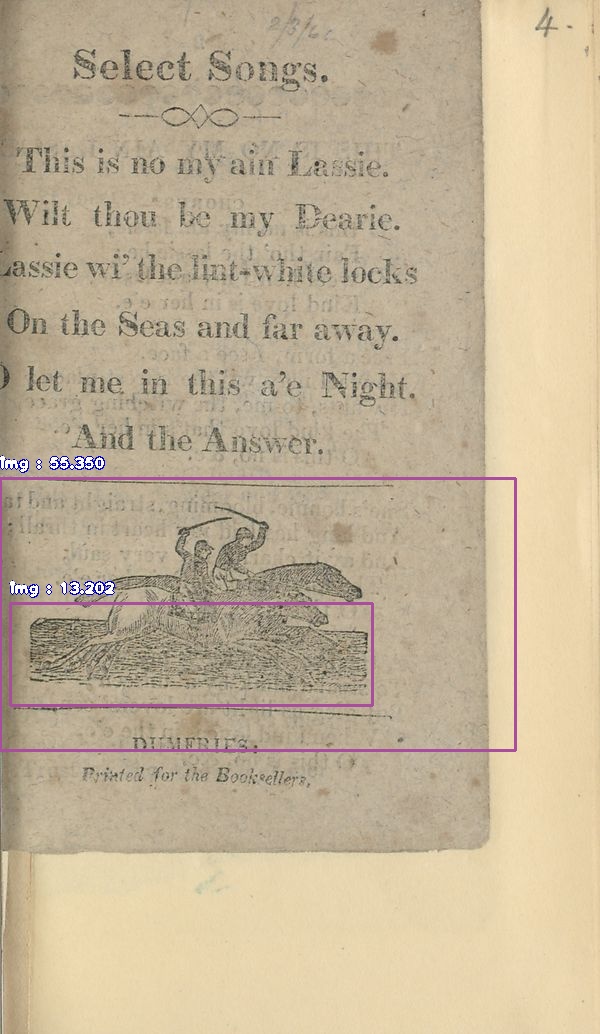 2/3/6
4.
Select Songs.
This is no my ain Lassie.
Wilt thou be my Dearie.
Lassie wi' the lint-white locks
On the Seas and far away.
O let me in this a'e Night.
And the Answer.
Img : 55.350
Img : 13.202
DUMFRIES:
Printed for the Booksellers.